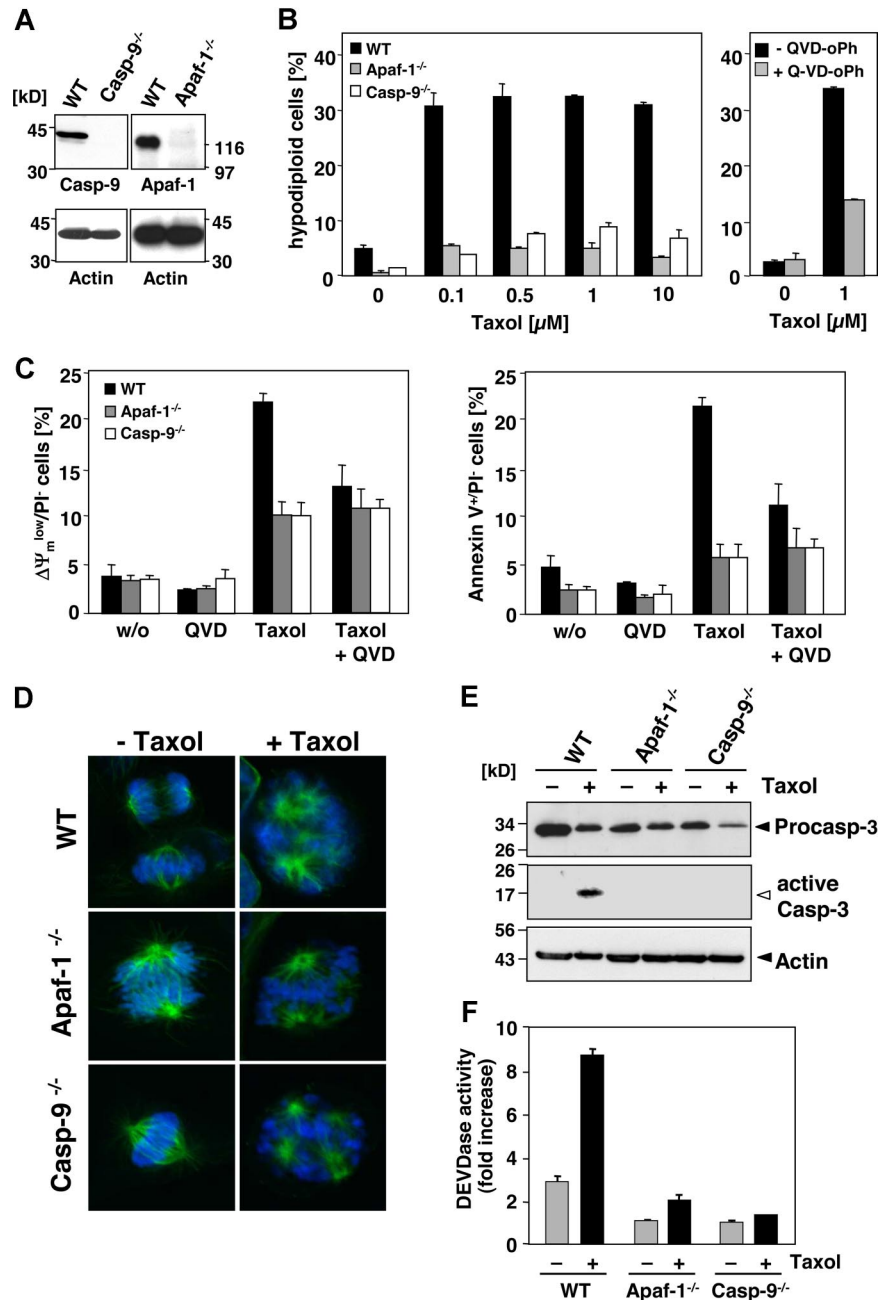 A
[kD]
WT
Casp-9-/-
WT
Apaf-1-/-
45
30
116
97
Casp-9
Apaf-1
45
30
45
30
Actin
Actin
B
hypodiploid cells [%]
40
30
20
10
0
WT
Apaf-1-/-
Casp-9-/-
0
0.1
0.5
1
10
Taxol [µM]
40
30
20
10
0
- QVD-oPh
+ Q-VD-oPh
0
1
Taxol [µM]
C
ΔΨm low/PI- cells [%]
25
20
15
10
5
0
WT
Apaf-1-/-
Casp-9-/-
w/o
QVD
Taxol
Taxol
+ QVD
Annexin V+/PI- cells [%]
25
20
15
10
5
0
w/o
QVD
Taxol
Taxol
+ QVD
D
- Taxol
+ Taxol
WT
Apaf-1 -/-
Casp-9 -/-
E
WT
Apaf-1-/-
Casp-9-/-
[kD]
– + – + – + Taxol
34
26
Procasp-3
26
17
active
Casp-3
56
43
Actin
F
DEVDase activity
(fold increase)
10
8
6
4
2
0
– + – + – + Taxol
WT
Apaf-1-/-
Casp-9-/-